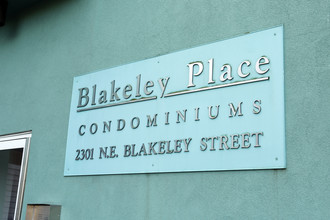 Blakeley Place
CONDOMINIUMS
2301 N.E. BLAKELEY STREET